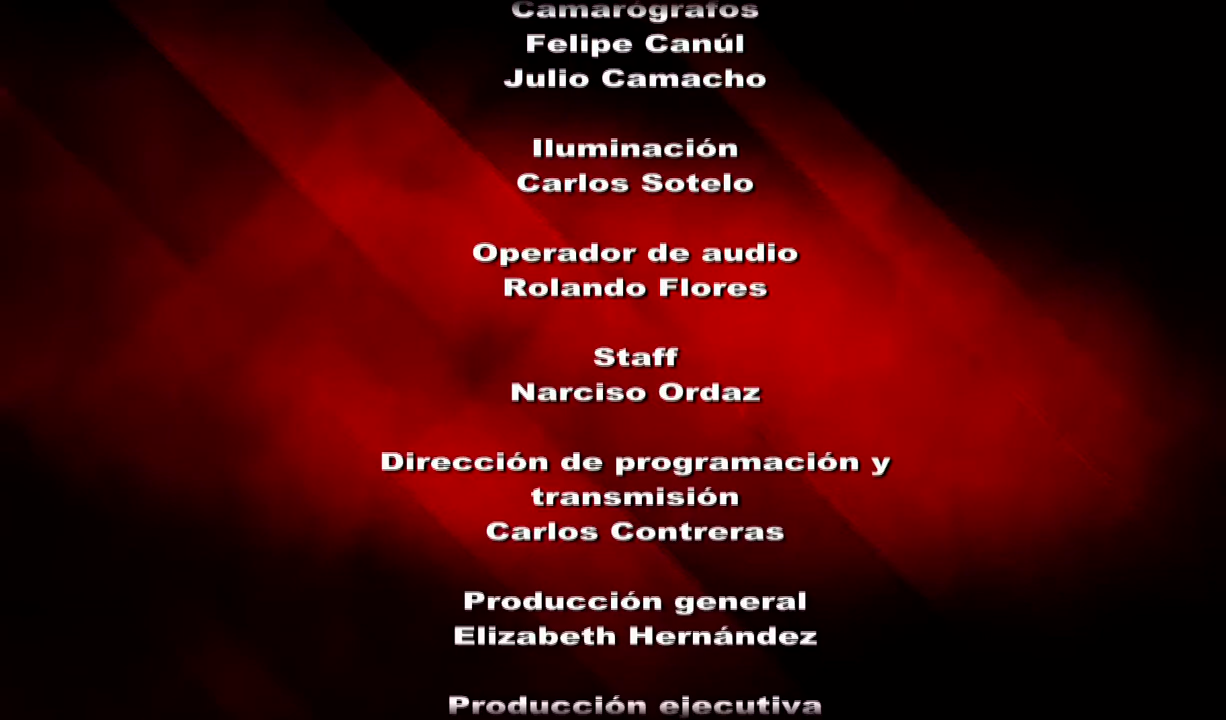 Camarógrafos
Felipe Canúl
Julio Camacho
Iluminación
Carlos Sotelo
Operador de audio
Rolando Flores
Staff
Narciso Ordaz
Dirección de programación y
transmisión
Carlos Contreras
Producción general
Elizabeth Hernández
Producción ejecutiva